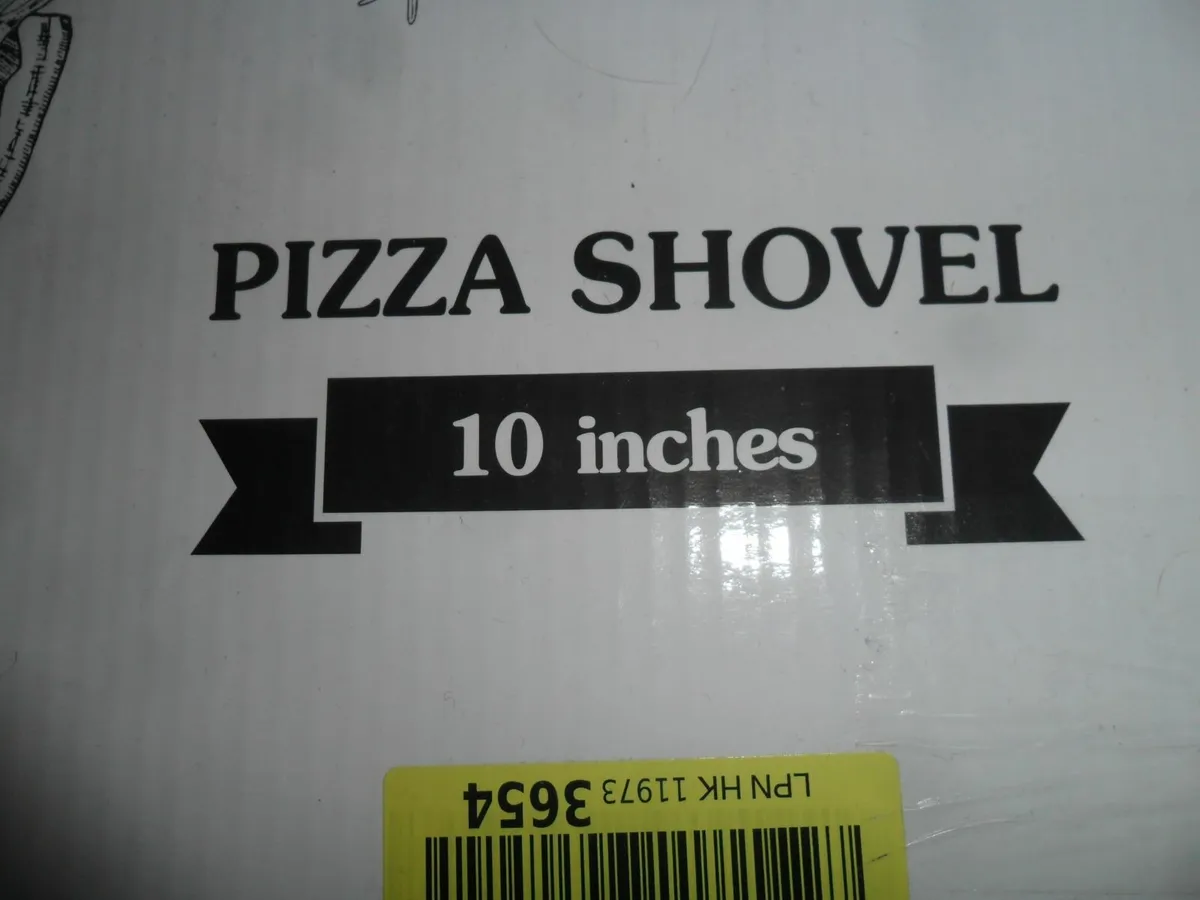 PIZZA SHOVEL
10 inches
LPN HK 11973 3654